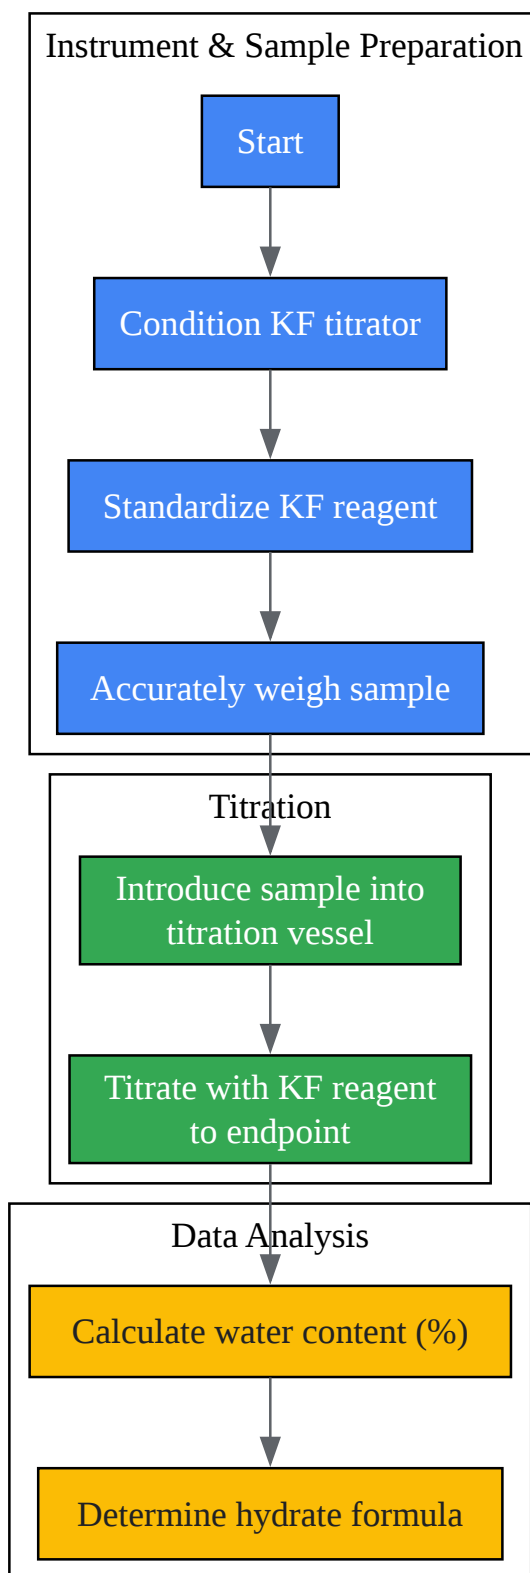 Instrument & Sample Preparation
Start
Condition KF titrator
Standardize KF reagent
Accurately weigh sample
Titration
Introduce sample into
titration vessel
Titrate with KF reagent
to endpoint
Data Analysis
Calculate water content (%)
Determine hydrate formula